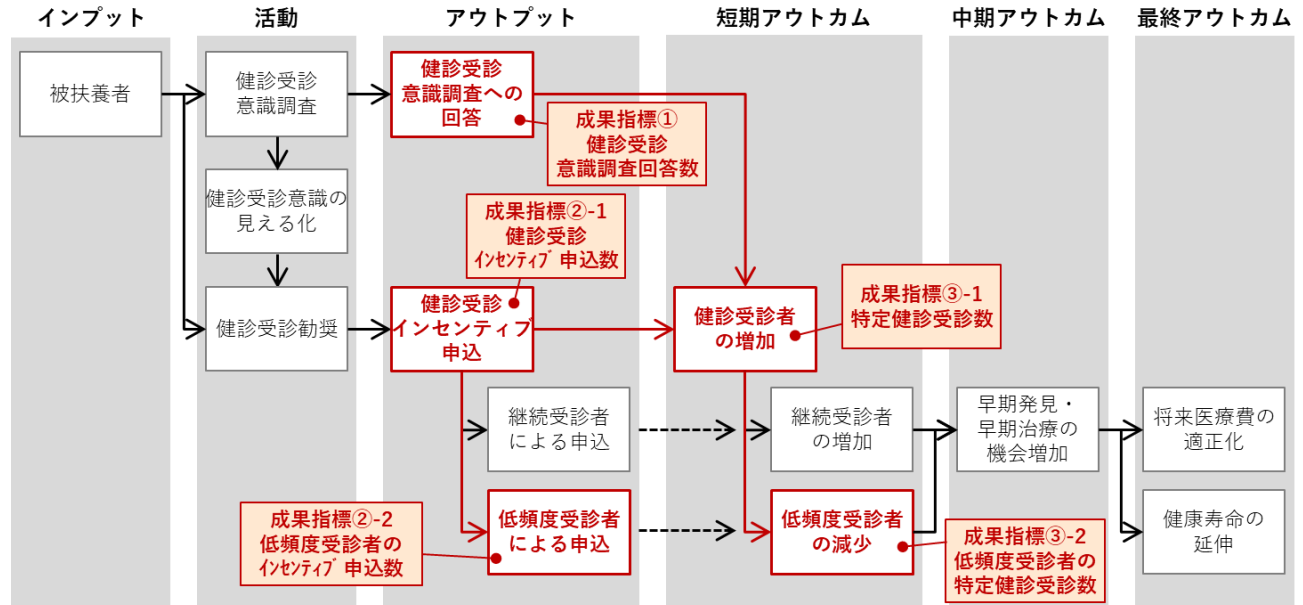 インプット
活動
アウトプット
短期アウトカム
中期アウトカム
最終アウトカム
被扶養者
健診受診
意識調査
健診受診
意識調査への
回答
成果指標①
健診受診
意識調査回答数
健診受診意識の
見える化
成果指標②-1
健診受診
ｲﾝｾﾝﾃｨﾌﾞ申込数
健診受診勧奨
健診受診
インセンティブ
申込
健診受診者
の増加
成果指標③-1
特定健診受診数
継続受診者
による申込
継続受診者
の増加
早期発見・
早期治療の
機会増加
将来医療費の
適正化
成果指標②-2
低頻度受診者の
ｲﾝｾﾝﾃｨﾌﾞ申込数
低頻度受診者
による申込
低頻度受診者
の減少
成果指標③-2
低頻度受診者の
特定健診受診数
健康寿命の
延伸